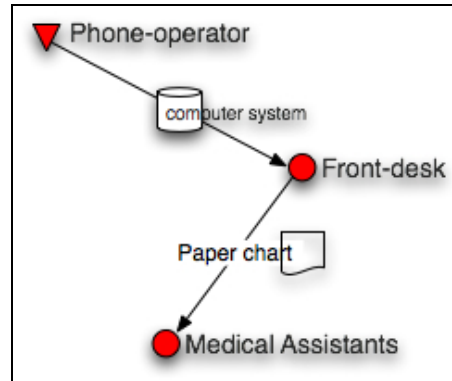 Phone-operator
computer system
Front-desk
Paper chart
Medical Assistants